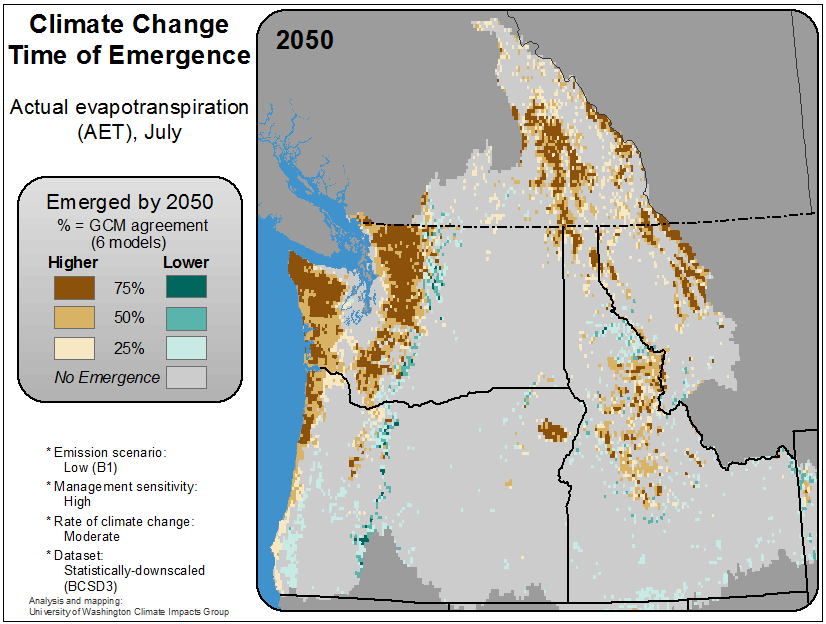 Climate Change
Time of Emergence
Actual evapotranspiration
(AET), July
Emerged by 2050
% = GCM agreement
(6 models)
Higher Lower
75%
50%
25%
No Emergence
* Emission scenario:
Low (B1)
* Management sensitivity:
High
* Rate of climate change:
Moderate
* Dataset:
Statistically-downscaled
(BCSD3)
Analysis and mapping:
University of Washington Climate Impacts Group
2050